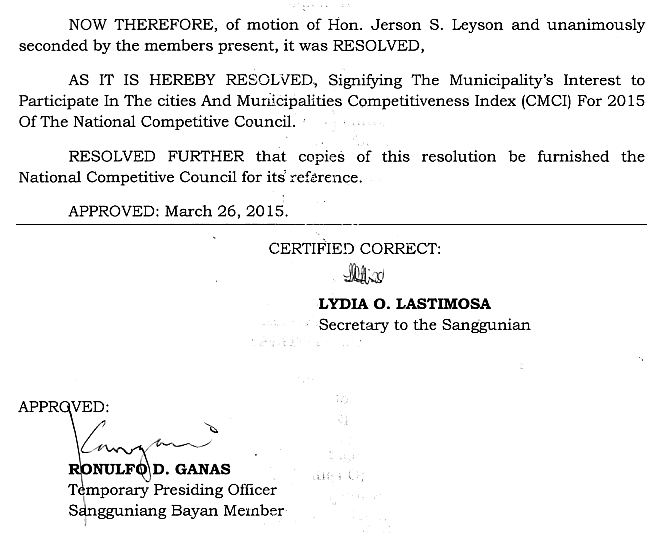 NOW THEREFORE, of motion of Hon. Jerson S. Leyson and unanimously
seconded by the members present, it was RESOLVED,
AS IT IS HEREBY RESOLVED, Signifying The Municipality's Interest to
Participate In The cities And Municipalities Competitiveness Index (CMCI) For 2015
Of The National Competitive Council.
RESOLVED FURTHER that copies of this resolution be furnished the
National Competitive Council for its reference.
APPROVED: March 26, 2015.
CERTIFIED CORRECT:
LYDIA O. LASTIMOSA
Secretary to the Sanggunian
APPROVED:
RONULFO D. GANAS
Temporary Presiding Officer
Sangguniang Bayan Member